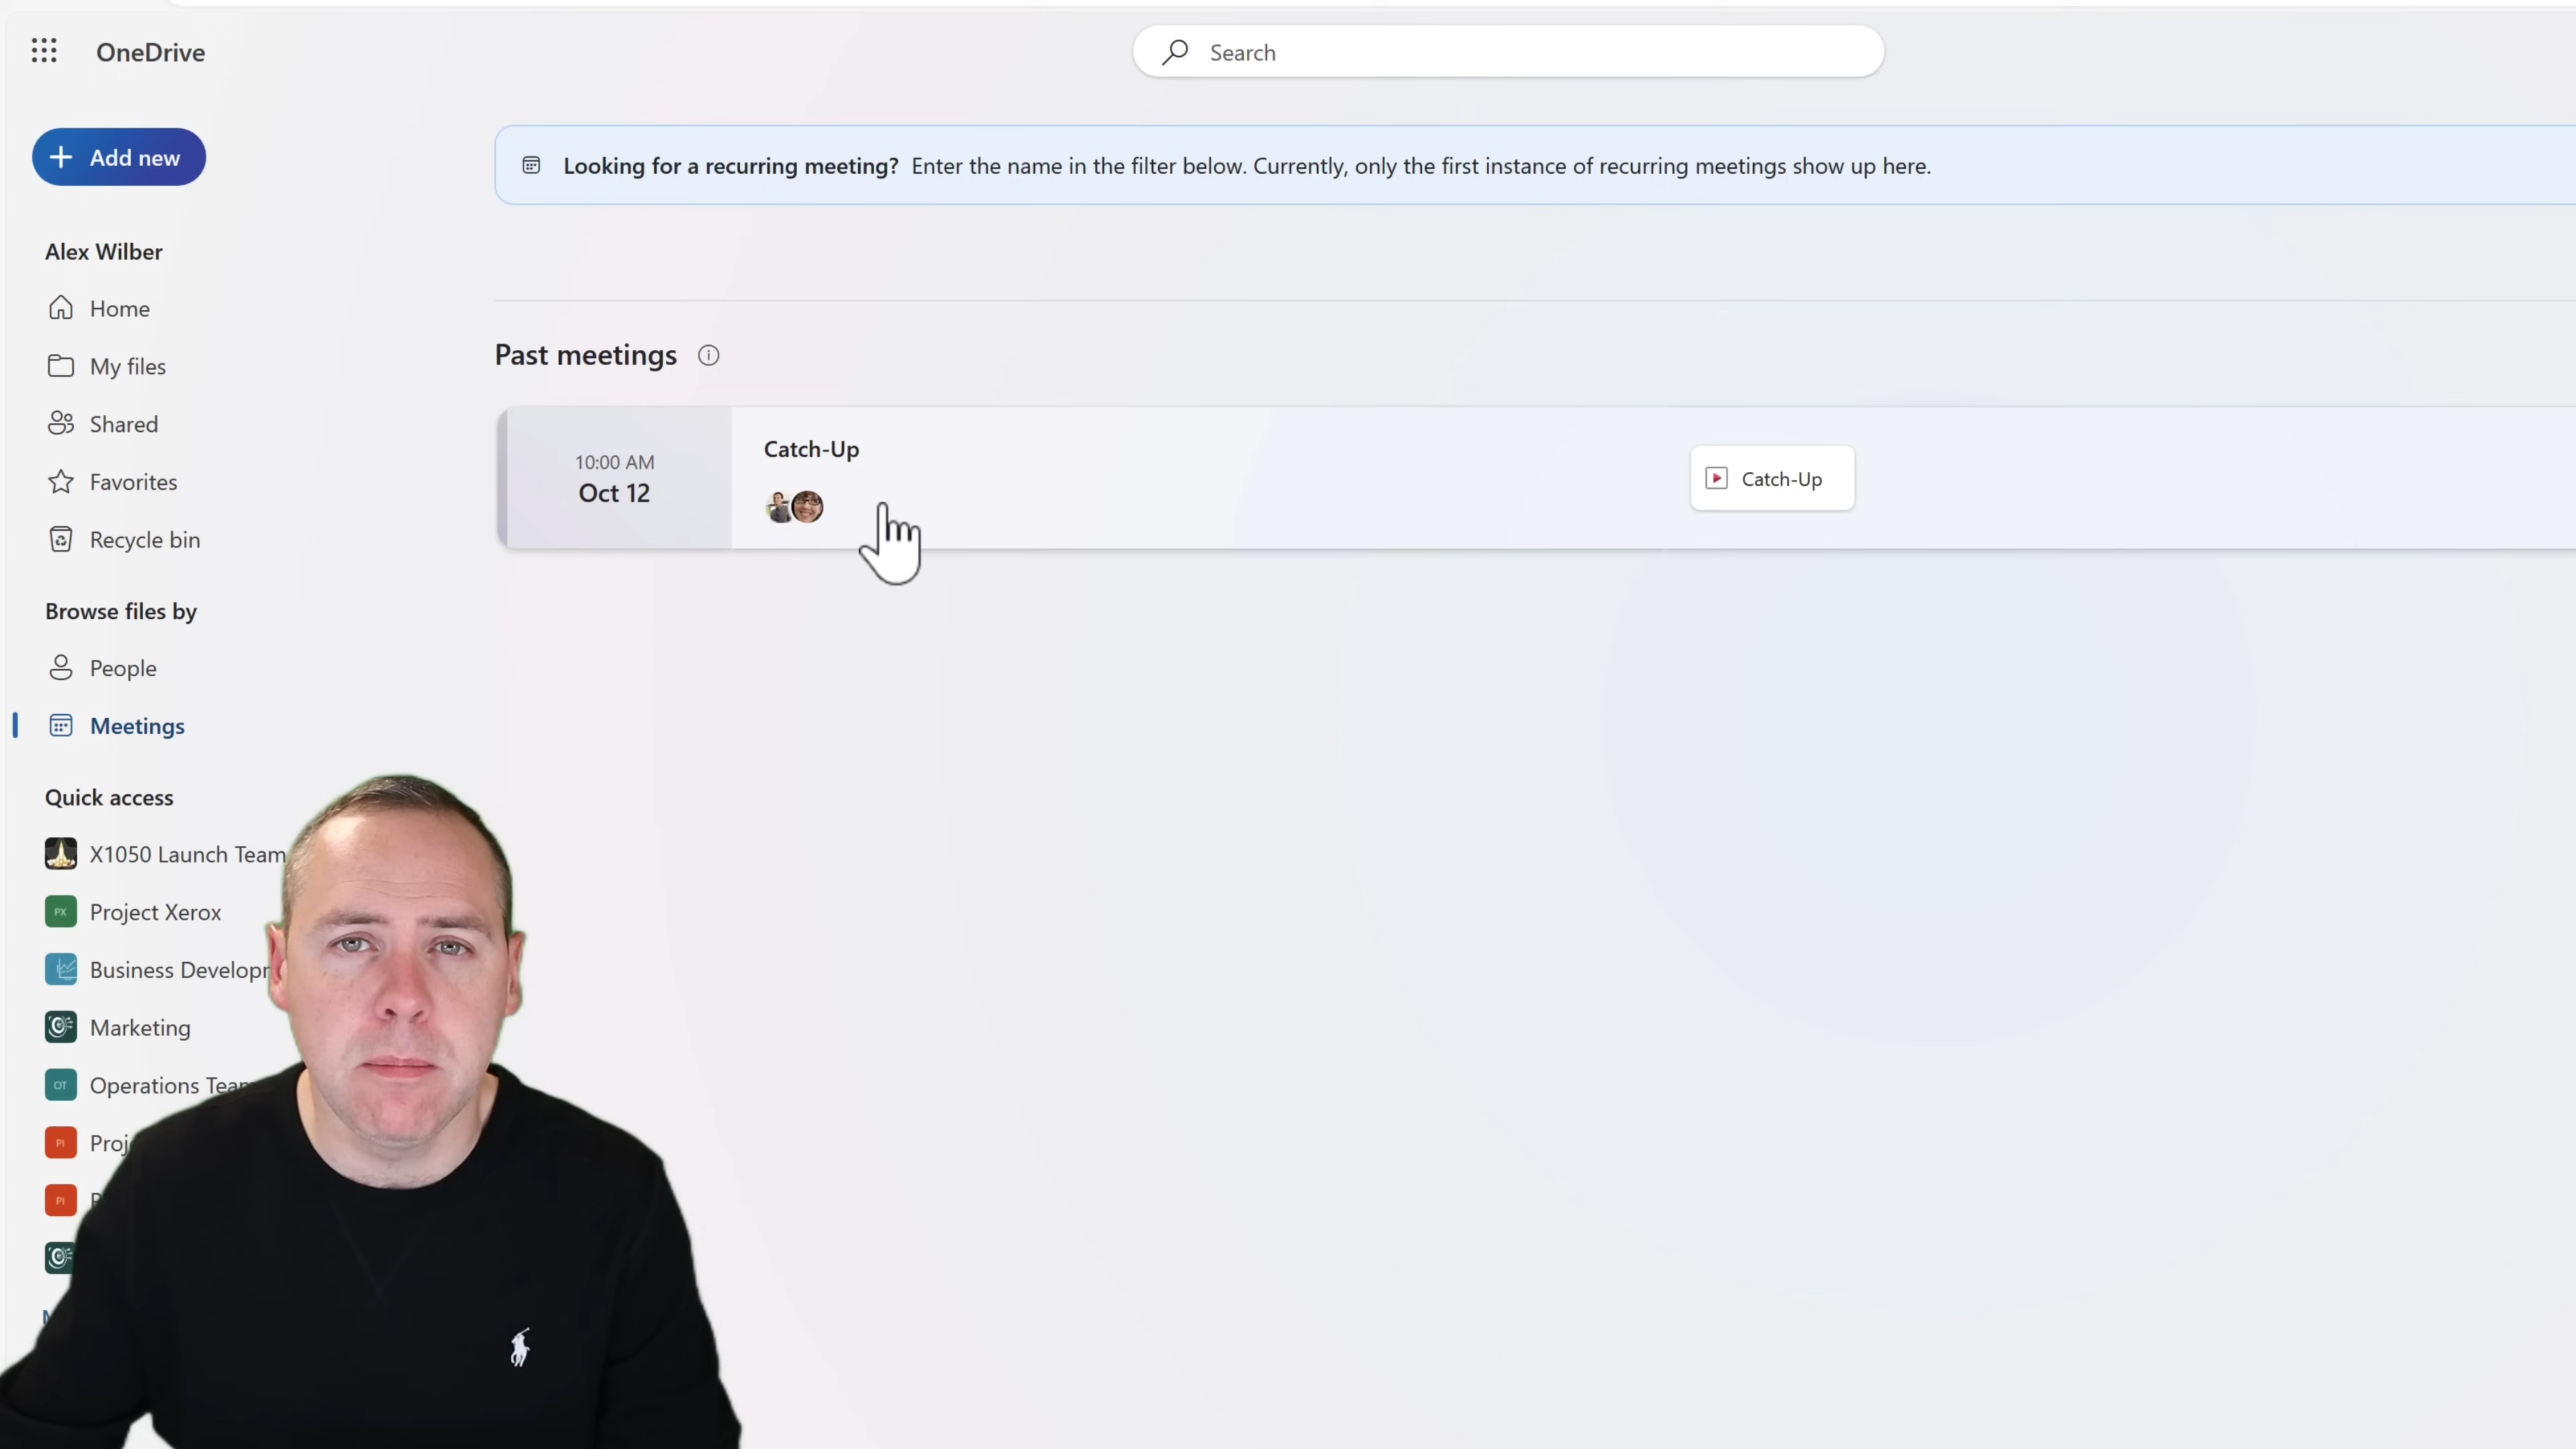 OneDrive
Search
Add new
Looking for a recurring meeting? Enter the name in the filter below. Currently, only the first instance of recurring meetings show up here.
Alex Wilber
Home
My files
Shared
Favorites
Recycle bin
Browse files by
People
Meetings
Quick access
X1050 Launch Team
PX Project Xerox
Business Developm
Marketing
OT Operations Team
PI Proj
PI
Past meetings
10:00 AM
Oct 12
Catch-Up
Catch-Up